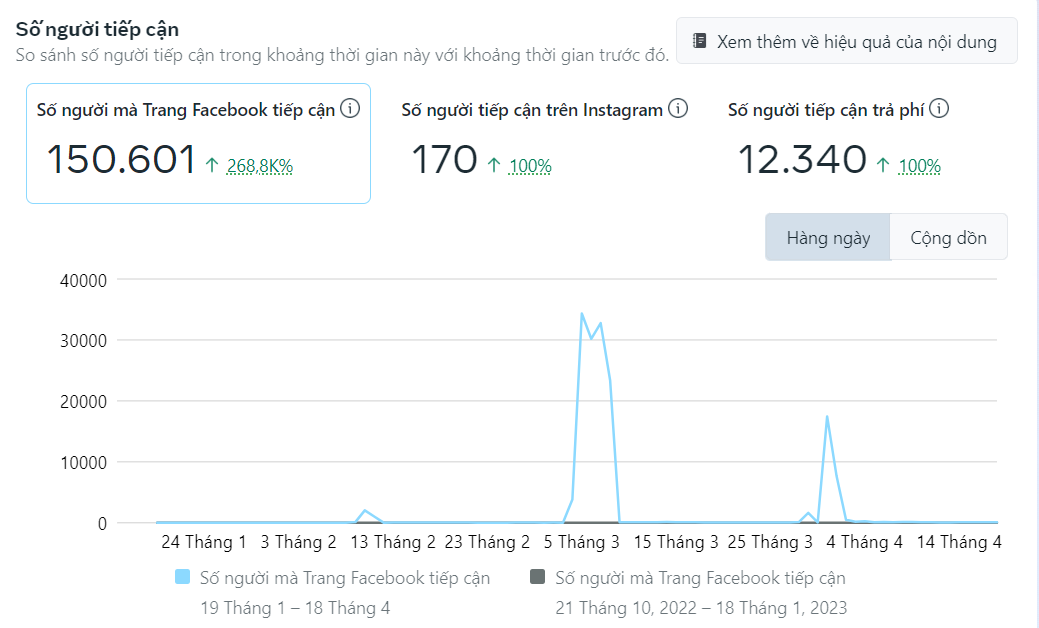 Số người tiếp cận
So sánh số người tiếp cận trong khoảng thời gian này với khoảng thời gian trước đó.
Xem thêm về hiệu quả của nội dung
Số người mà Trang Facebook tiếp cận
150.601 ↑ 268,8K%
Số người tiếp cận trên Instagram
170 ↑ 100%
Số người tiếp cận trả phí
12.340 ↑ 100%
Hàng ngày
Cộng dồn
40000
30000
20000
10000
0
24 Tháng 1 3 Tháng 2 13 Tháng 2 23 Tháng 2 5 Tháng 3 15 Tháng 3 25 Tháng 3 4 Tháng 4 14 Tháng 4
Số người mà Trang Facebook tiếp cận
19 Tháng 1 – 18 Tháng 4
Số người mà Trang Facebook tiếp cận
21 Tháng 10, 2022 – 18 Tháng 1, 2023